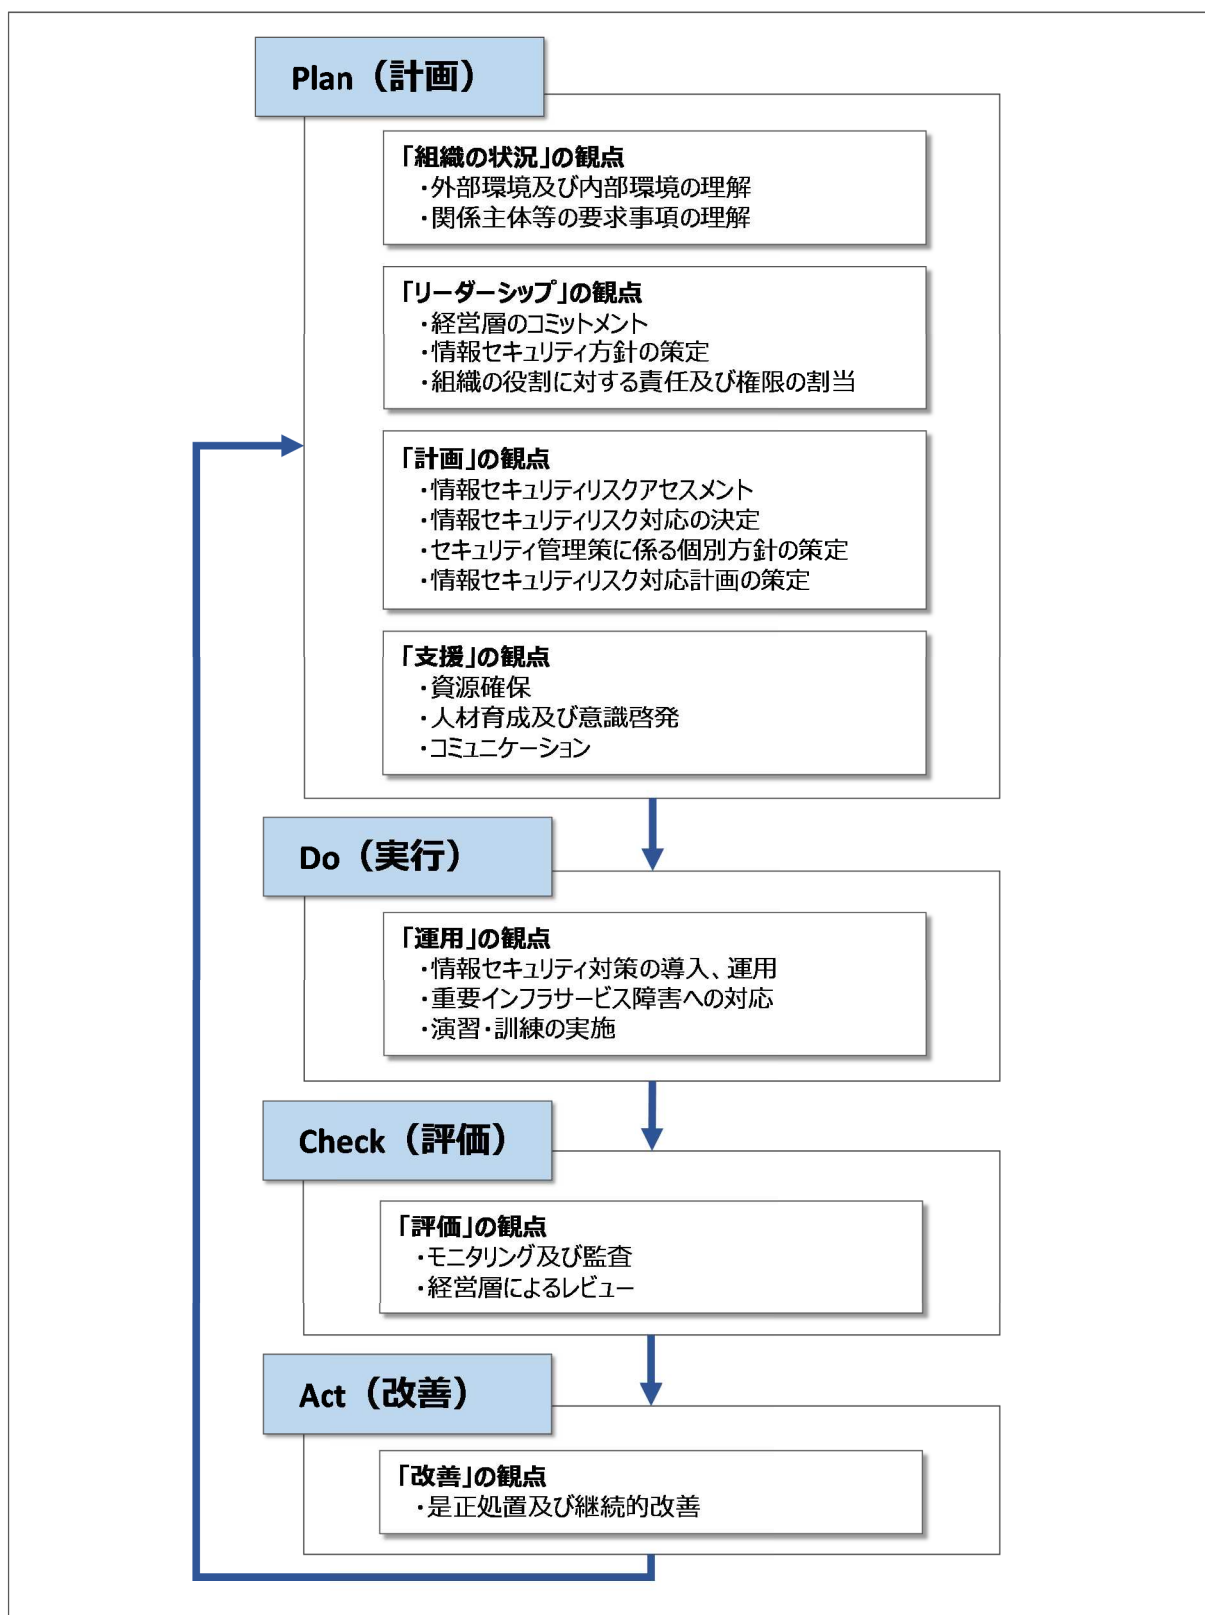 Plan（計画）
「組織の状況」の観点
・外部環境及び内部環境の理解
・関係主体等の要求事項の理解
「リーダーシップ」の観点
・経営層のコミットメント
・情報セキュリティ方針の策定
・組織の役割に対する責任及び権限の割当
「計画」の観点
・情報セキュリティリスクアセスメント
・情報セキュリティリスク対応の決定
・セキュリティ管理策に係る個別方針の策定
・情報セキュリティリスク対応計画の策定
「支援」の観点
・資源確保
・人材育成及び意識啓発
・コミュニケーション
Do（実行）
「運用」の観点
・情報セキュリティ対策の導入、運用
・重要インフラサービス障害への対応
・演習・訓練の実施
Check（評価）
「評価」の観点
・モニタリング及び監査
・経営層によるレビュー
Act（改善）
「改善」の観点
・是正処置及び継続的改善